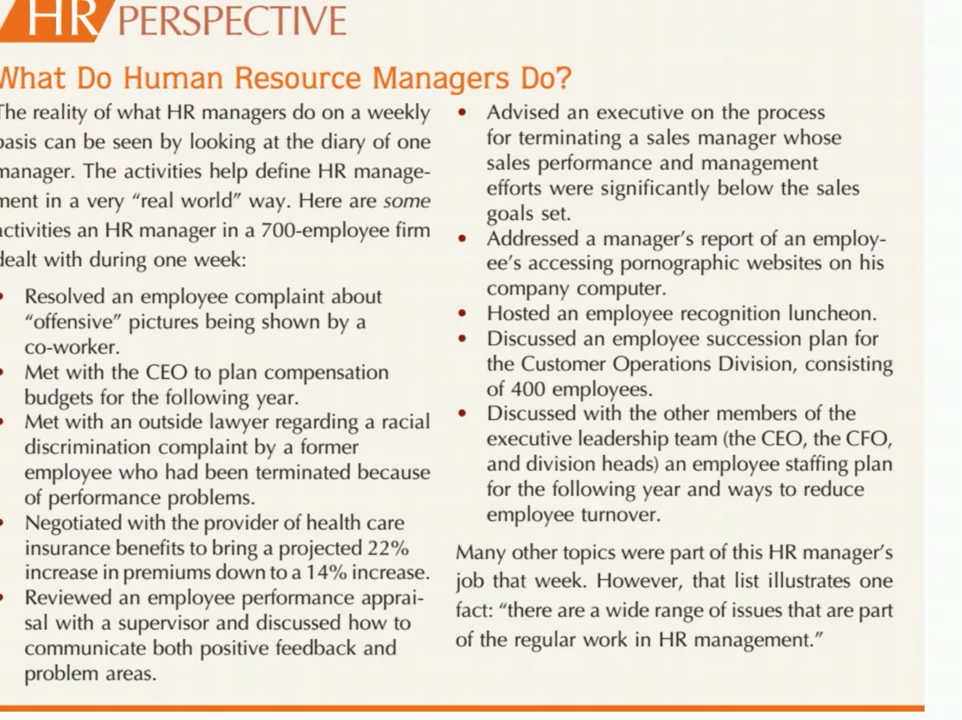 HR PERSPECTIVE
What Do Human Resource Managers Do?
The reality of what HR managers do on a weekly
basis can be seen by looking at the diary of one
manager. The activities help define HR manage-
ment in a very “real world” way. Here are some
activities an HR manager in a 700-employee firm
dealt with during one week:
• Resolved an employee complaint about
“offensive” pictures being shown by a
co-worker.
• Met with the CEO to plan compensation
budgets for the following year.
• Met with an outside lawyer regarding a racial
discrimination complaint by a former
employee who had been terminated because
of performance problems.
• Negotiated with the provider of health care
insurance benefits to bring a projected 22%
increase in premiums down to a 14% increase.
• Reviewed an employee performance apprai-
sal with a supervisor and discussed how to
communicate both positive feedback and
problem areas.
• Advised an executive on the process
for terminating a sales manager whose
sales performance and management
efforts were significantly below the sales
goals set.
• Addressed a manager’s report of an employ-
ee’s accessing pornographic websites on his
company computer.
• Hosted an employee recognition luncheon.
• Discussed an employee succession plan for
the Customer Operations Division, consisting
of 400 employees.
• Discussed with the other members of the
executive leadership team (the CEO, the CFO,
and division heads) an employee staffing plan
for the following year and ways to reduce
employee turnover.
Many other topics were part of this HR manager’s
job that week. However, that list illustrates one
fact: “there are a wide range of issues that are part
of the regular work in HR management.”